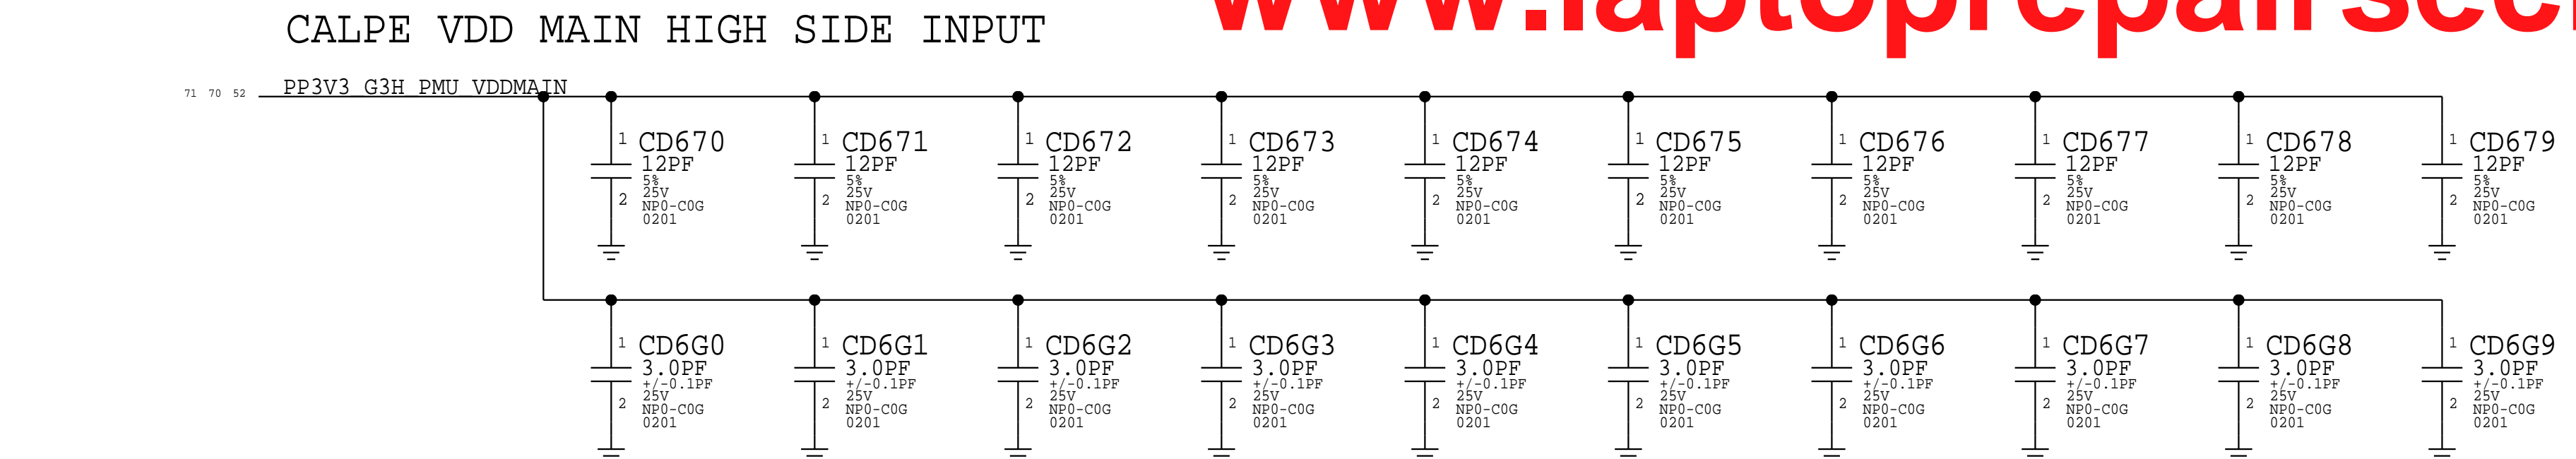 www.laptoprepairsec
CALPE VDD MAIN HIGH SIDE INPUT
71 70 52 PP3V3_G3H_PMU_VDDMAIN
1 CD670 1 CD671 1 CD672 1 CD673 1 CD674 1 CD675 1 CD676 1 CD677 1 CD678 1 CD679
12PF 12PF 12PF 12PF 12PF 12PF 12PF 12PF 12PF 12PF
5% 5% 5% 5% 5% 5% 5% 5% 5% 5%
25V 25V 25V 25V 25V 25V 25V 25V 25V 25V
2 NP0-C0G 2 NP0-C0G 2 NP0-C0G 2 NP0-C0G 2 NP0-C0G 2 NP0-C0G 2 NP0-C0G 2 NP0-C0G 2 NP0-C0G 2 NP0-C0G
0201 0201 0201 0201 0201 0201 0201 0201 0201 0201
1 CD6G0 1 CD6G1 1 CD6G2 1 CD6G3 1 CD6G4 1 CD6G5 1 CD6G6 1 CD6G7 1 CD6G8 1 CD6G9
3.0PF 3.0PF 3.0PF 3.0PF 3.0PF 3.0PF 3.0PF 3.0PF 3.0PF 3.0PF
+/-0.1PF +/-0.1PF +/-0.1PF +/-0.1PF +/-0.1PF +/-0.1PF +/-0.1PF +/-0.1PF +/-0.1PF +/-0.1PF
25V 25V 25V 25V 25V 25V 25V 25V 25V 25V
2 NP0-C0G 2 NP0-C0G 2 NP0-C0G 2 NP0-C0G 2 NP0-C0G 2 NP0-C0G 2 NP0-C0G 2 NP0-C0G 2 NP0-C0G 2 NP0-C0G
0201 0201 0201 0201 0201 0201 0201 0201 0201 0201